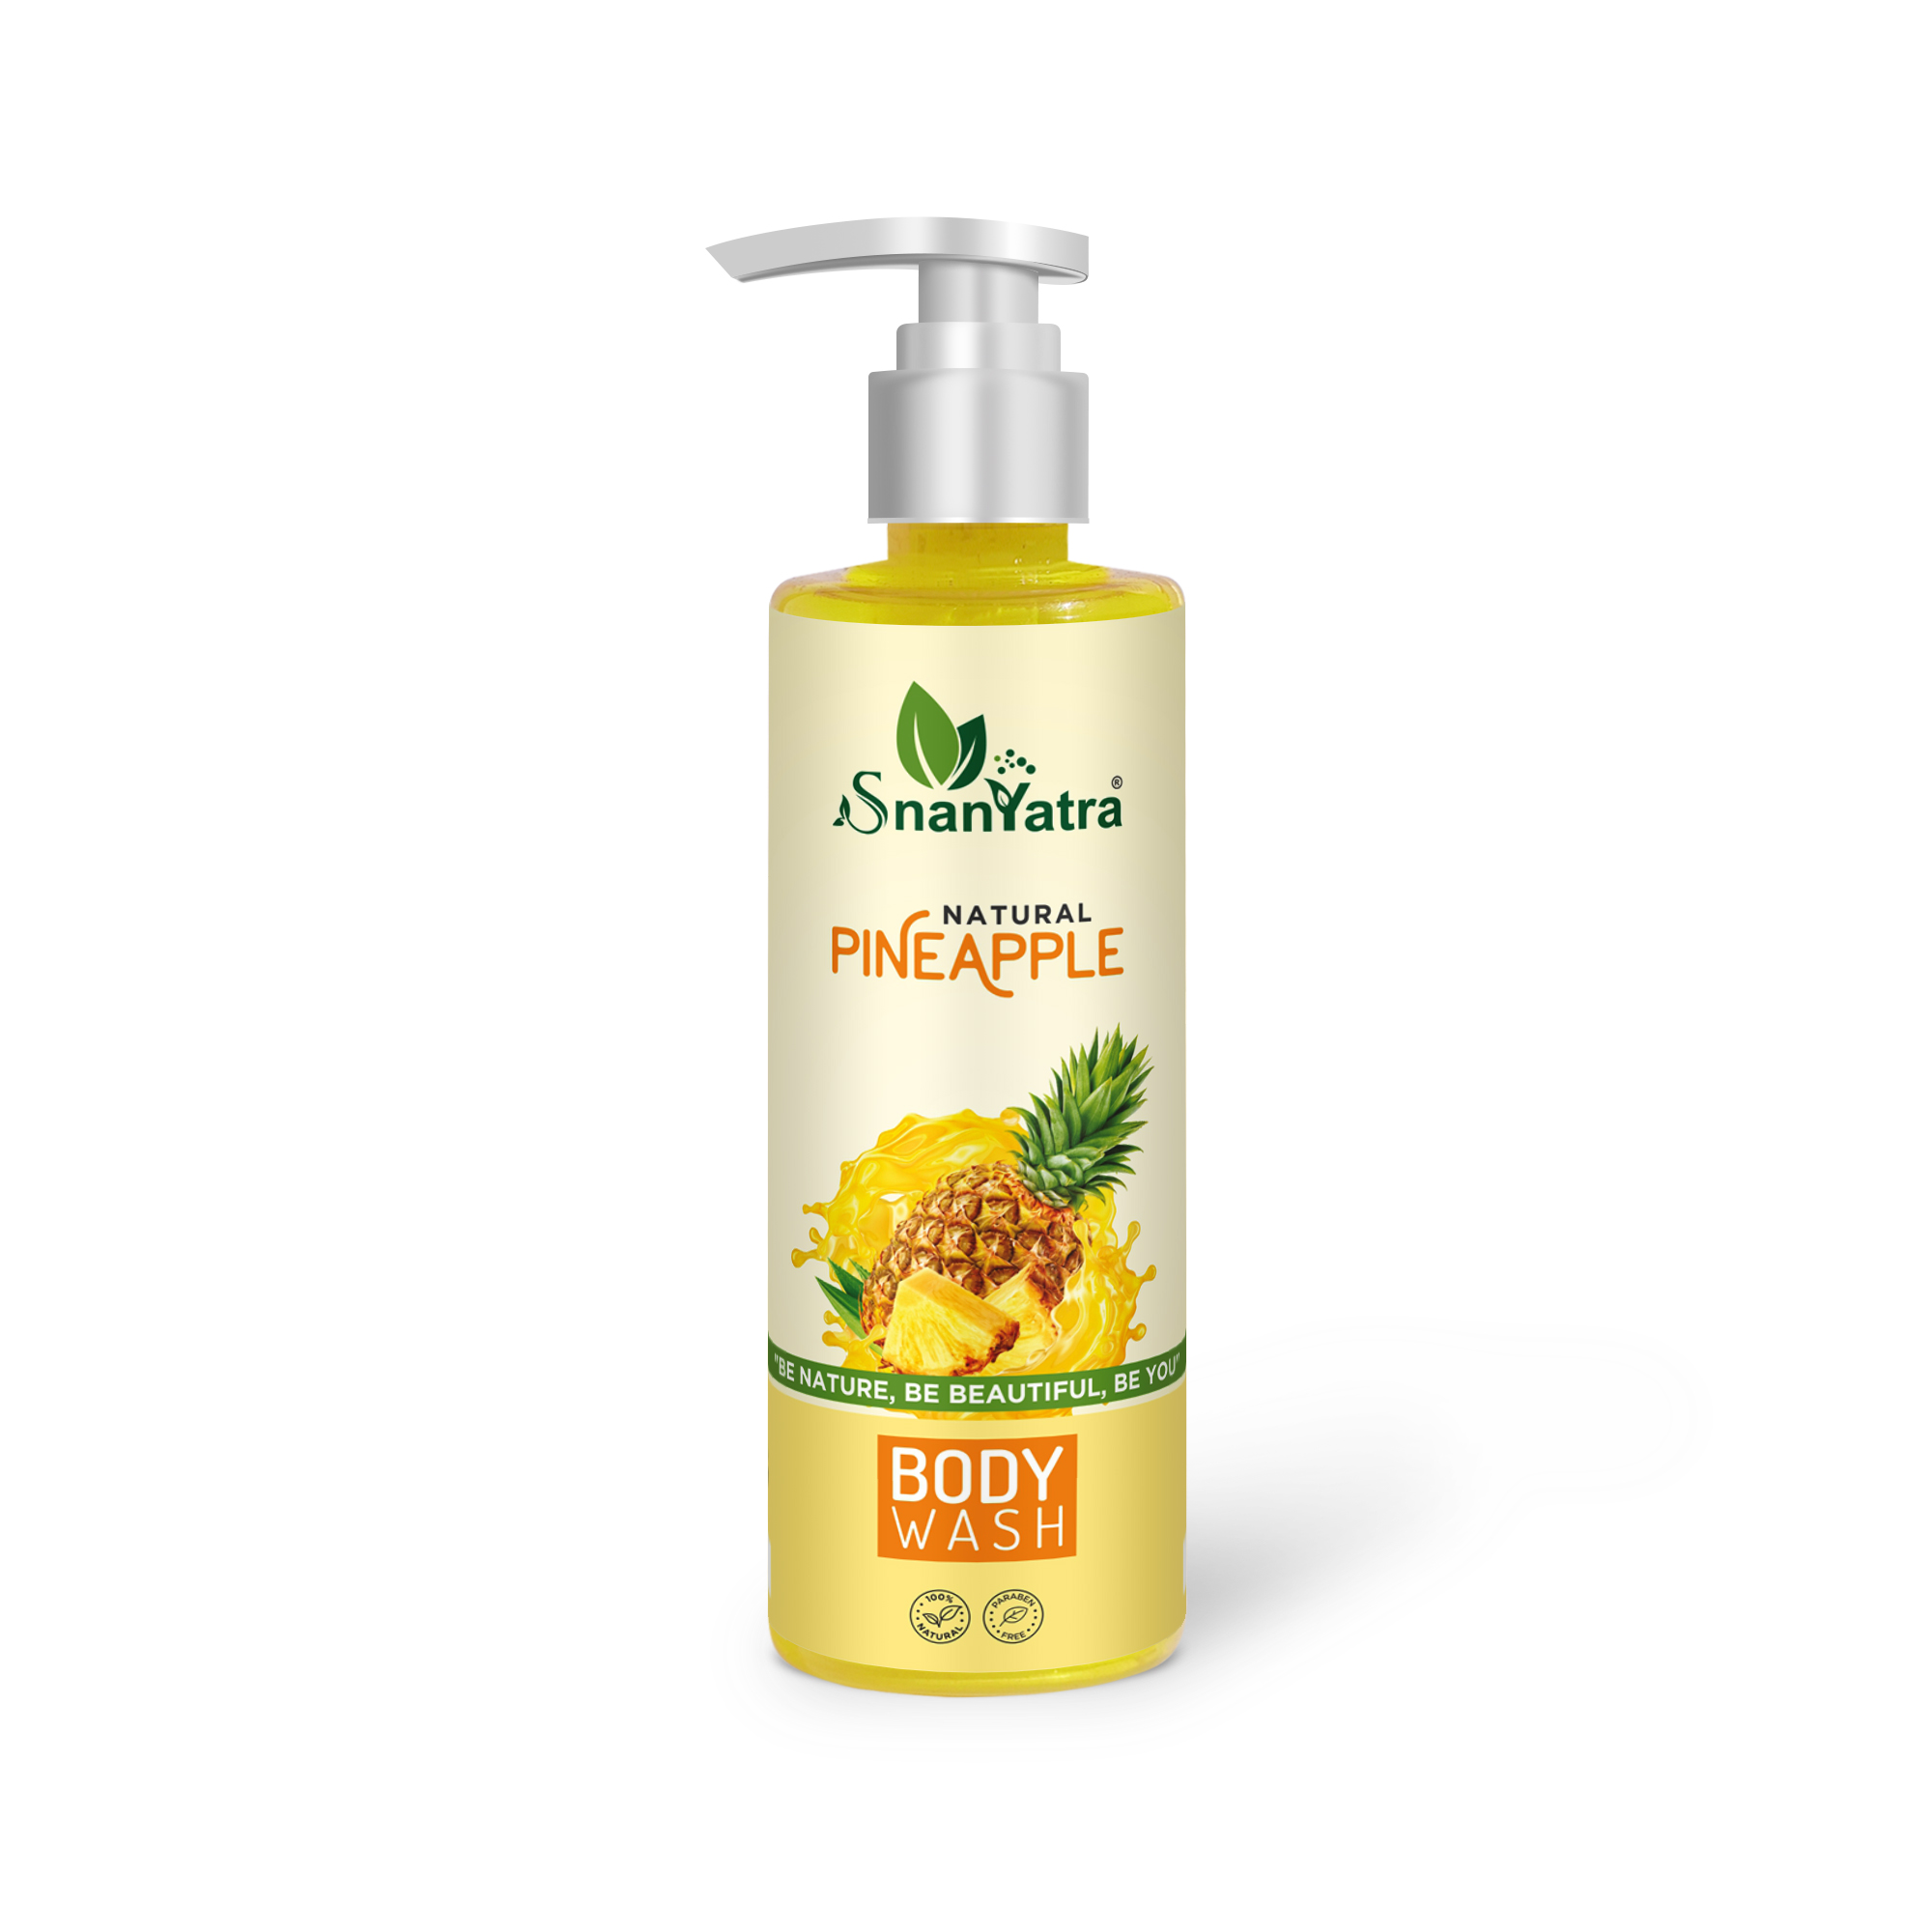 SnanYatra®
NATURAL
PINEAPPLE
"BE NATURE, BE BEAUTIFUL, BE YOU"
BODY
WASH
100%
NATURAL
PARABEN
FREE